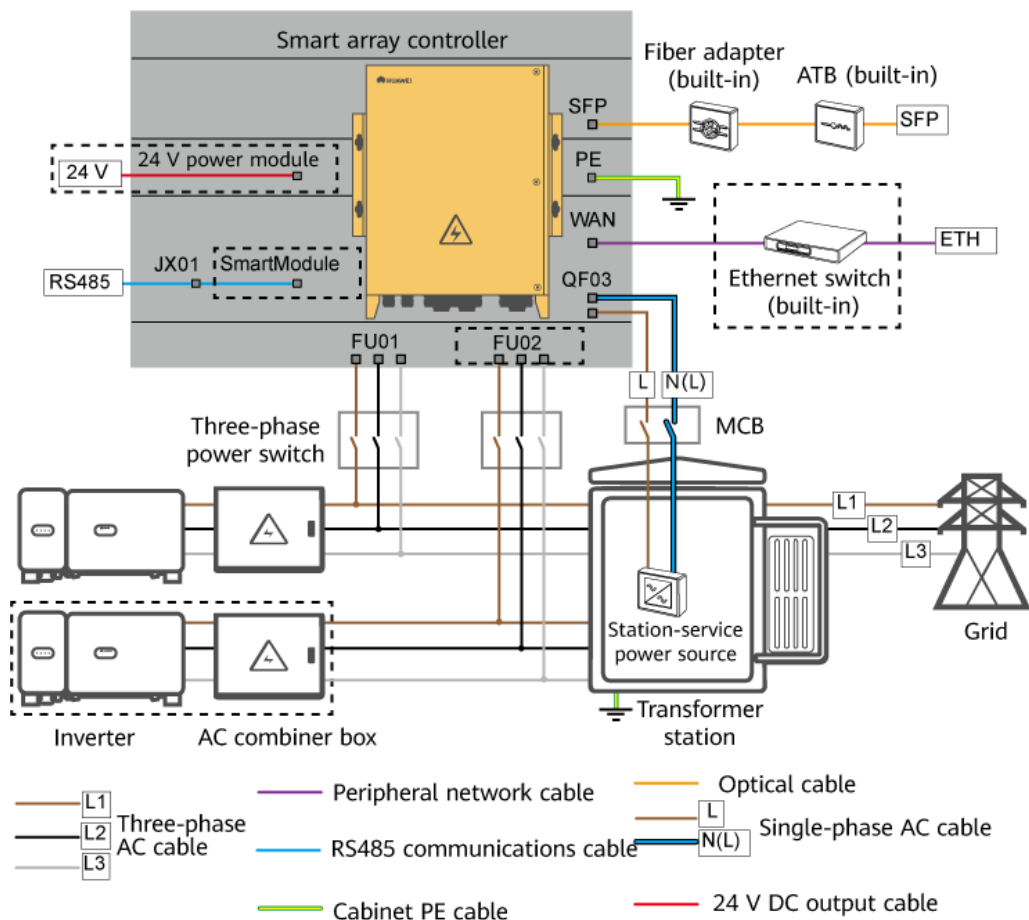 Smart array controller
HUAWEI
Fiber adapter
(built-in)
ATB (built-in)
SFP
SFP
24 V power module
24 V
PE
WAN
ETH
Ethernet switch
(built-in)
RS485
JX01
SmartModule
QF03
FU01
FU02
L
N(L)
MCB
Three-phase
power switch
L1
L2
L3
Station-service
power source
Grid
Inverter
AC combiner box
Transformer
station
L1
L2
L3
Three-phase
AC cable
Peripheral network cable
RS485 communications cable
Cabinet PE cable
Optical cable
L
N(L)
Single-phase AC cable
24 V DC output cable